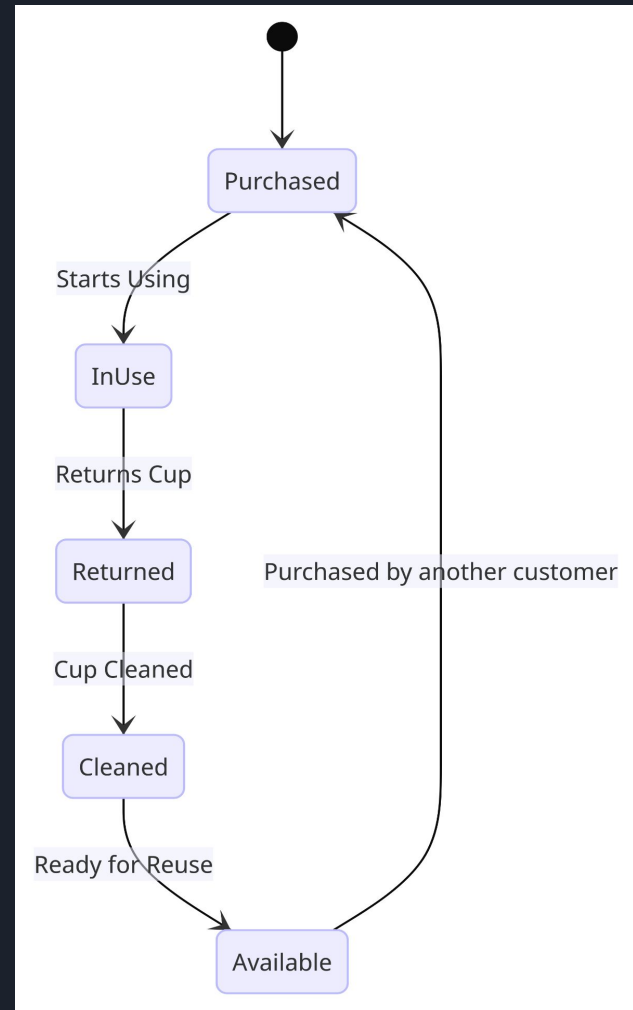 Purchased
Starts Using
InUse
Returns Cup
Returned
Purchased by another customer
Cup Cleaned
Cleaned
Ready for Reuse
Available